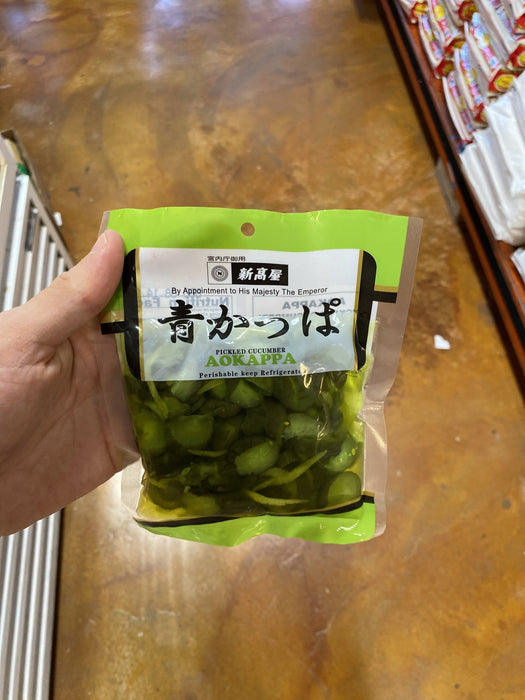 宮内庁御用
新髙屋
By Appointment to His Majesty The Emperor
青かっぱ
PICKLED CUCUMBER
AOKAPPA
Perishable keep Refrigerate